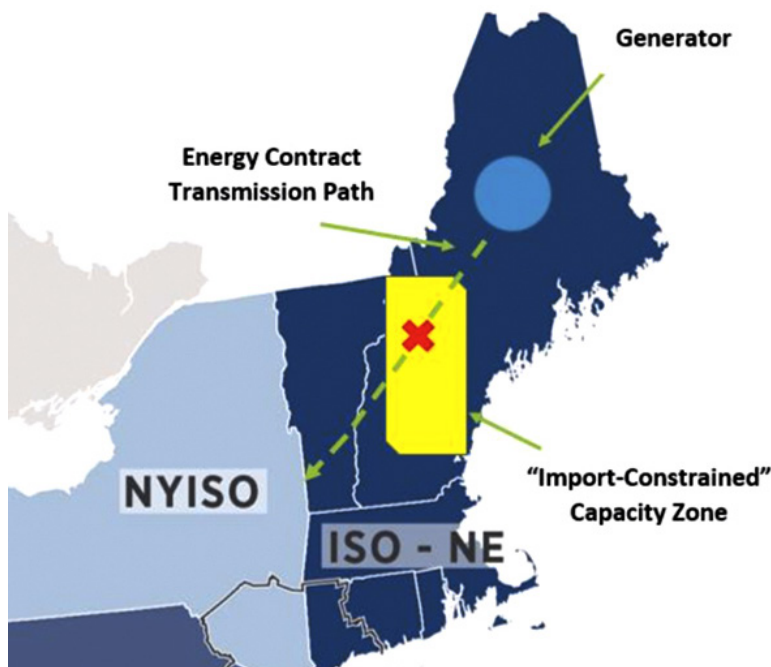 Generator
Energy Contract
Transmission Path
NYISO
ISO - NE
“Import-Constrained”
Capacity Zone